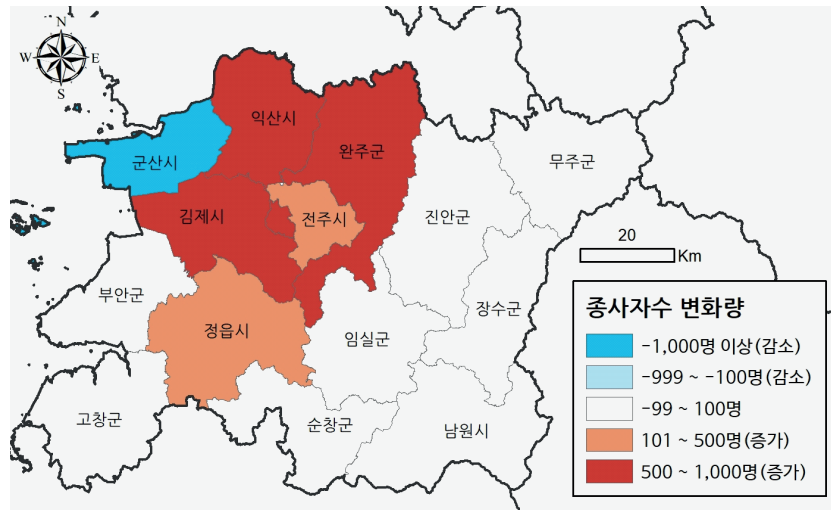 N
W E
S
익산시
군산시
완주군
무주군
김제시
전주시
진안군
20
Km
부안군
정읍시
임실군
장수군
고창군
순창군
남원시
종사자수 변화량
-1,000명 이상(감소)
-999 ~ -100명(감소)
-99 ~ 100명
101 ~ 500명(증가)
500 ~ 1,000명(증가)